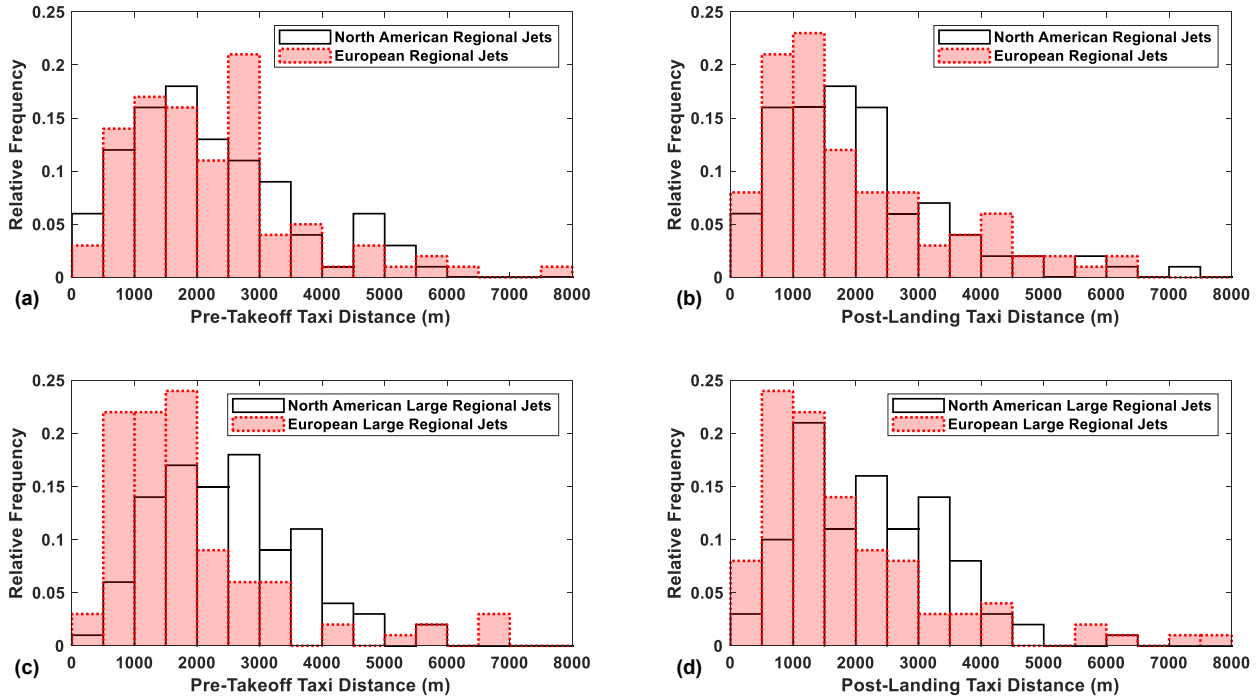 0.25
0.2
0.15
0.1
0.05
0
Relative Frequency
North American Regional Jets
European Regional Jets
0 1000 2000 3000 4000 5000 6000 7000 8000
Pre-Takeoff Taxi Distance (m)
(a)
0.25
0.2
0.15
0.1
0.05
0
Relative Frequency
North American Regional Jets
European Regional Jets
0 1000 2000 3000 4000 5000 6000 7000 8000
Post-Landing Taxi Distance (m)
(b)
0.25
0.2
0.15
0.1
0.05
0
Relative Frequency
North American Large Regional Jets
European Large Regional Jets
0 1000 2000 3000 4000 5000 6000 7000 8000
Pre-Takeoff Taxi Distance (m)
(c)
0.25
0.2
0.15
0.1
0.05
0
Relative Frequency
North American Large Regional Jets
European Large Regional Jets
0 1000 2000 3000 4000 5000 6000 7000 8000
Post-Landing Taxi Distance (m)
(d)